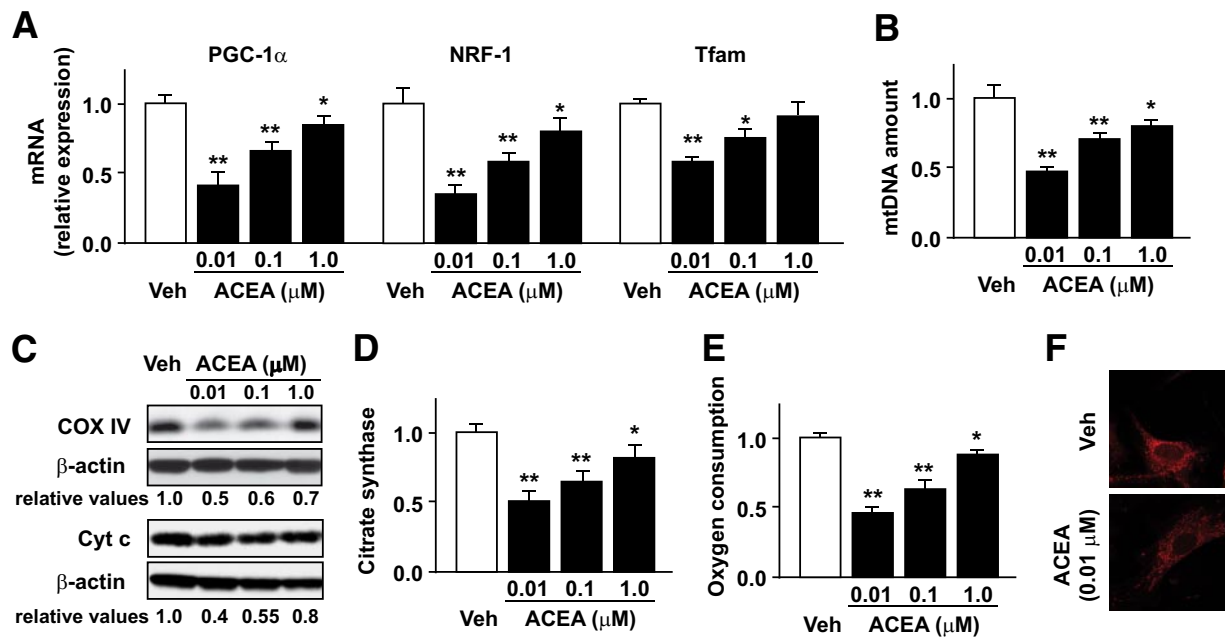 A
PGC-1α NRF-1 Tfam
mRNA
(relative expression)
1.0
0.5
0.0
** ** *
** ** *
** *
0.01 0.1 1.0 0.01 0.1 1.0 0.01 0.1 1.0
Veh ACEA (μM) Veh ACEA (μM) Veh ACEA (μM)
B
mtDNA amount
1.0
0.5
0.0
** ** *
0.01 0.1 1.0
Veh ACEA (μM)
C
Veh ACEA (μM)
0.01 0.1 1.0
COX IV
β-actin
relative values 1.0 0.5 0.6 0.7
Cyt c
β-actin
relative values 1.0 0.4 0.55 0.8
D
Citrate synthase
1.0
0.5
0.0
** ** *
0.01 0.1 1.0
Veh ACEA (μM)
E
Oxygen consumption
1.0
0.5
0.0
** ** *
0.01 0.1 1.0
Veh ACEA (μM)
F
Veh
ACEA
(0.01 μM)